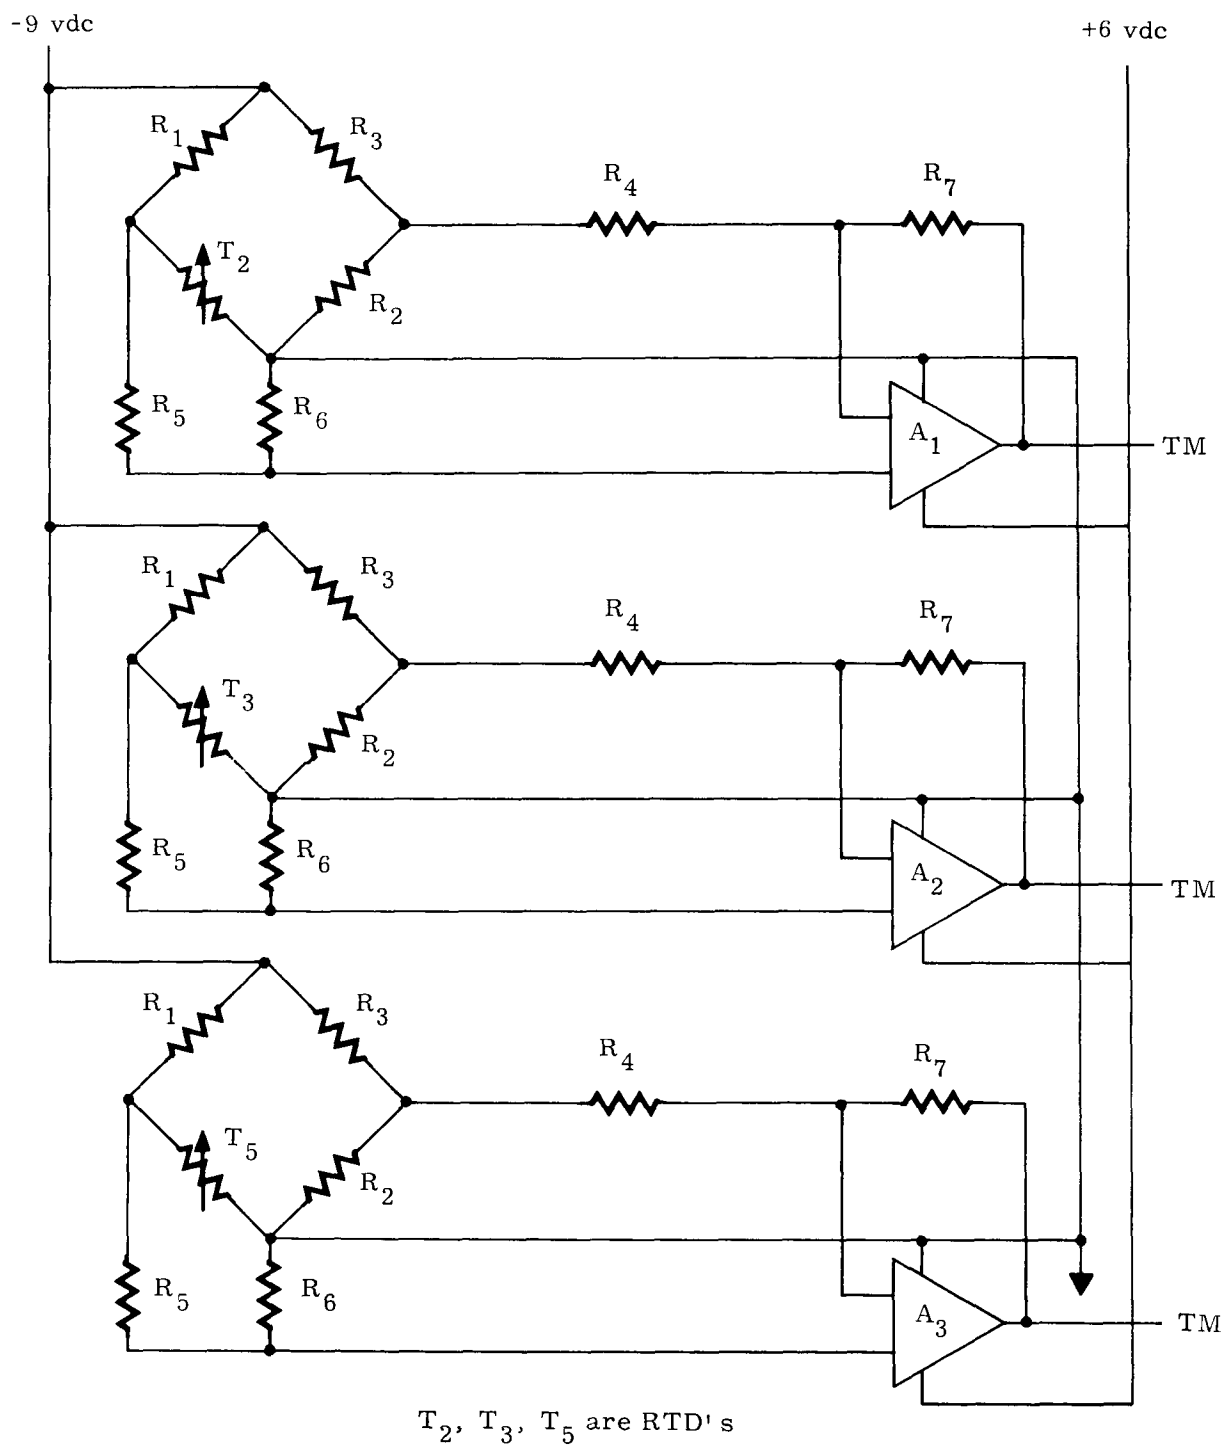 -9 vdc
+6 vdc
R1
R3
R4
R7
T2
R2
R5
R6
A1
TM
R1
R3
R4
R7
T3
R2
R5
R6
A2
TM
R1
R3
R4
R7
T5
R2
R5
R6
A3
TM
T2, T3, T5 are RTD's